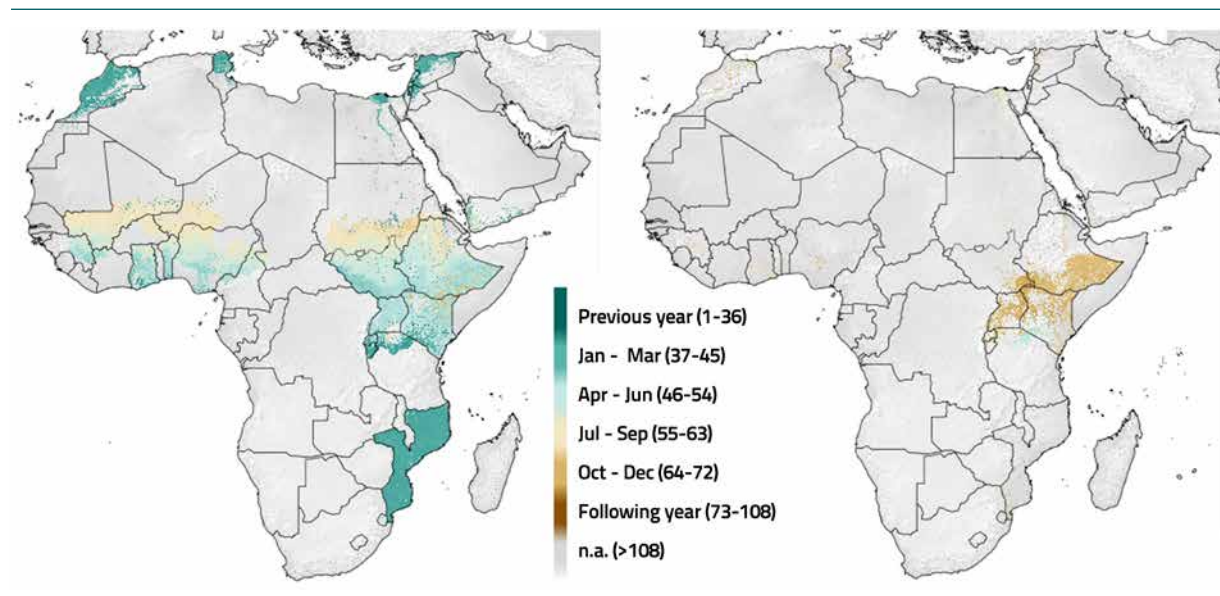 Previous year (1-36)
Jan - Mar (37-45)
Apr - Jun (46-54)
Jul - Sep (55-63)
Oct - Dec (64-72)
Following year (73-108)
n.a. (>108)